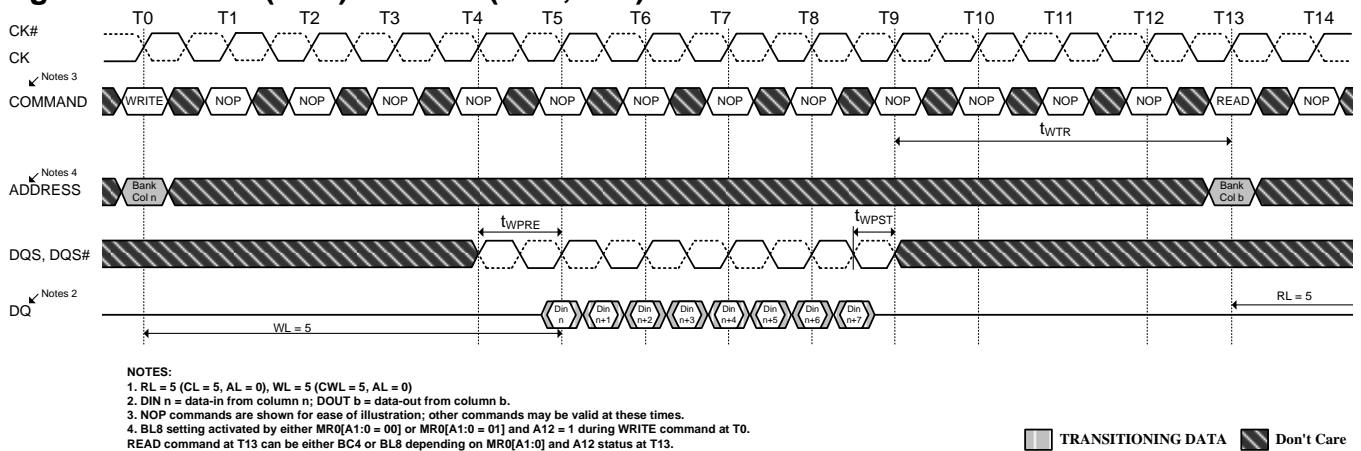 T0 T1 T2 T3 T4 T5 T6 T7 T8 T9 T10 T11 T12 T13 T14
CK#
CK
Notes 3
COMMAND WRITE NOP NOP NOP NOP NOP NOP NOP NOP NOP NOP NOP NOP READ NOP
tWTR
Notes 4
ADDRESS
Bank Col n
Bank Col b
tWPRE
tWPST
DQS, DQS#
Notes 2
DQ
Din n
Din n+1
Din n+2
Din n+3
Din n+4
Din n+5
Din n+6
Din n+7
RL = 5
WL = 5
NOTES:
1. RL = 5 (CL = 5, AL = 0), WL = 5 (CWL = 5, AL = 0)
2. DIN n = data-in from column n; DOUT b = data-out from column b.
3. NOP commands are shown for ease of illustration; other commands may be valid at these times.
4. BL8 setting activated by either MR0[A1:0 = 00] or MR0[A1:0 = 01] and A12 = 1 during WRITE command at T0.
READ command at T13 can be either BC4 or BL8 depending on MR0[A1:0] and A12 status at T13.
TRANSITIONING DATA
Don't Care